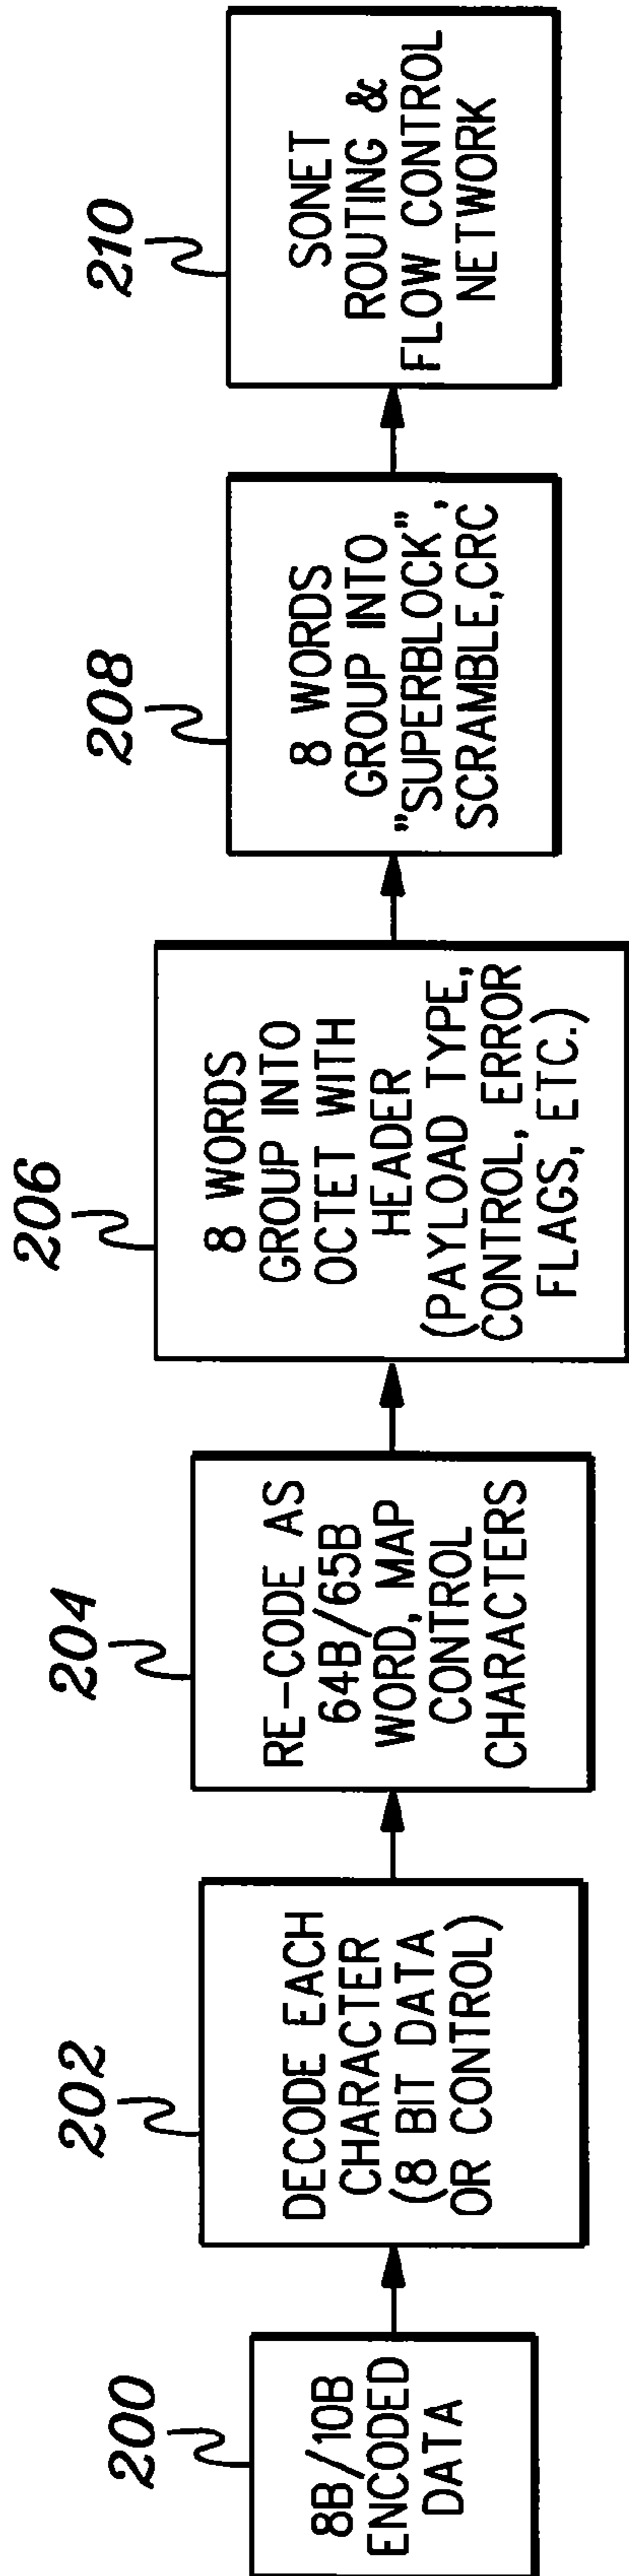 200
8B/10B
ENCODED
DATA
202
DECODE EACH
CHARACTER
(8 BIT DATA
OR CONTROL)
204
RE-CODE AS
64B/65B
WORD, MAP
CONTROL
CHARACTERS
206
8 WORDS
GROUP INTO
OCTET WITH
HEADER
(PAYLOAD TYPE,
CONTROL, ERROR
FLAGS, ETC.)
208
8 WORDS
GROUP INTO
"SUPERBLOCK",
SCRAMBLE,CRC
210
SONET
ROUTING &
FLOW CONTROL
NETWORK